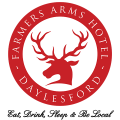 · FARMERS ARMS HOTEL ·
DAYLESFORD
Eat, Drink, Sleep & Be Local